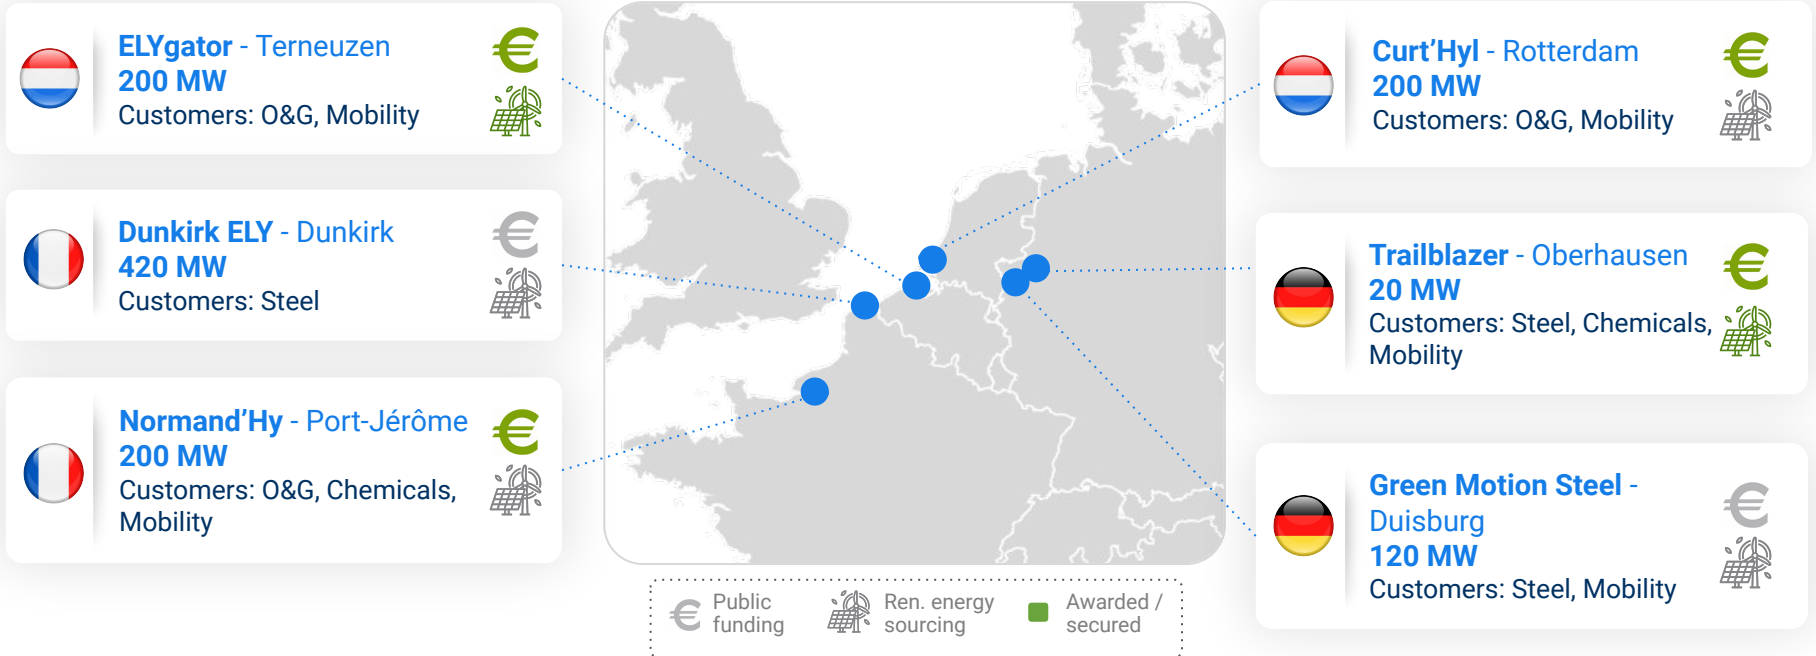 ELYgator - Terneuzen
200 MW
Customers: O&G, Mobility
Dunkirk ELY - Dunkirk
420 MW
Customers: Steel
Normand’Hy - Port-Jérôme
200 MW
Customers: O&G, Chemicals,
Mobility
Curt’Hyl - Rotterdam
200 MW
Customers: O&G, Mobility
Trailblazer - Oberhausen
20 MW
Customers: Steel, Chemicals,
Mobility
Green Motion Steel -
Duisburg
120 MW
Customers: Steel, Mobility
Public
funding
Ren. energy
sourcing
Awarded /
secured